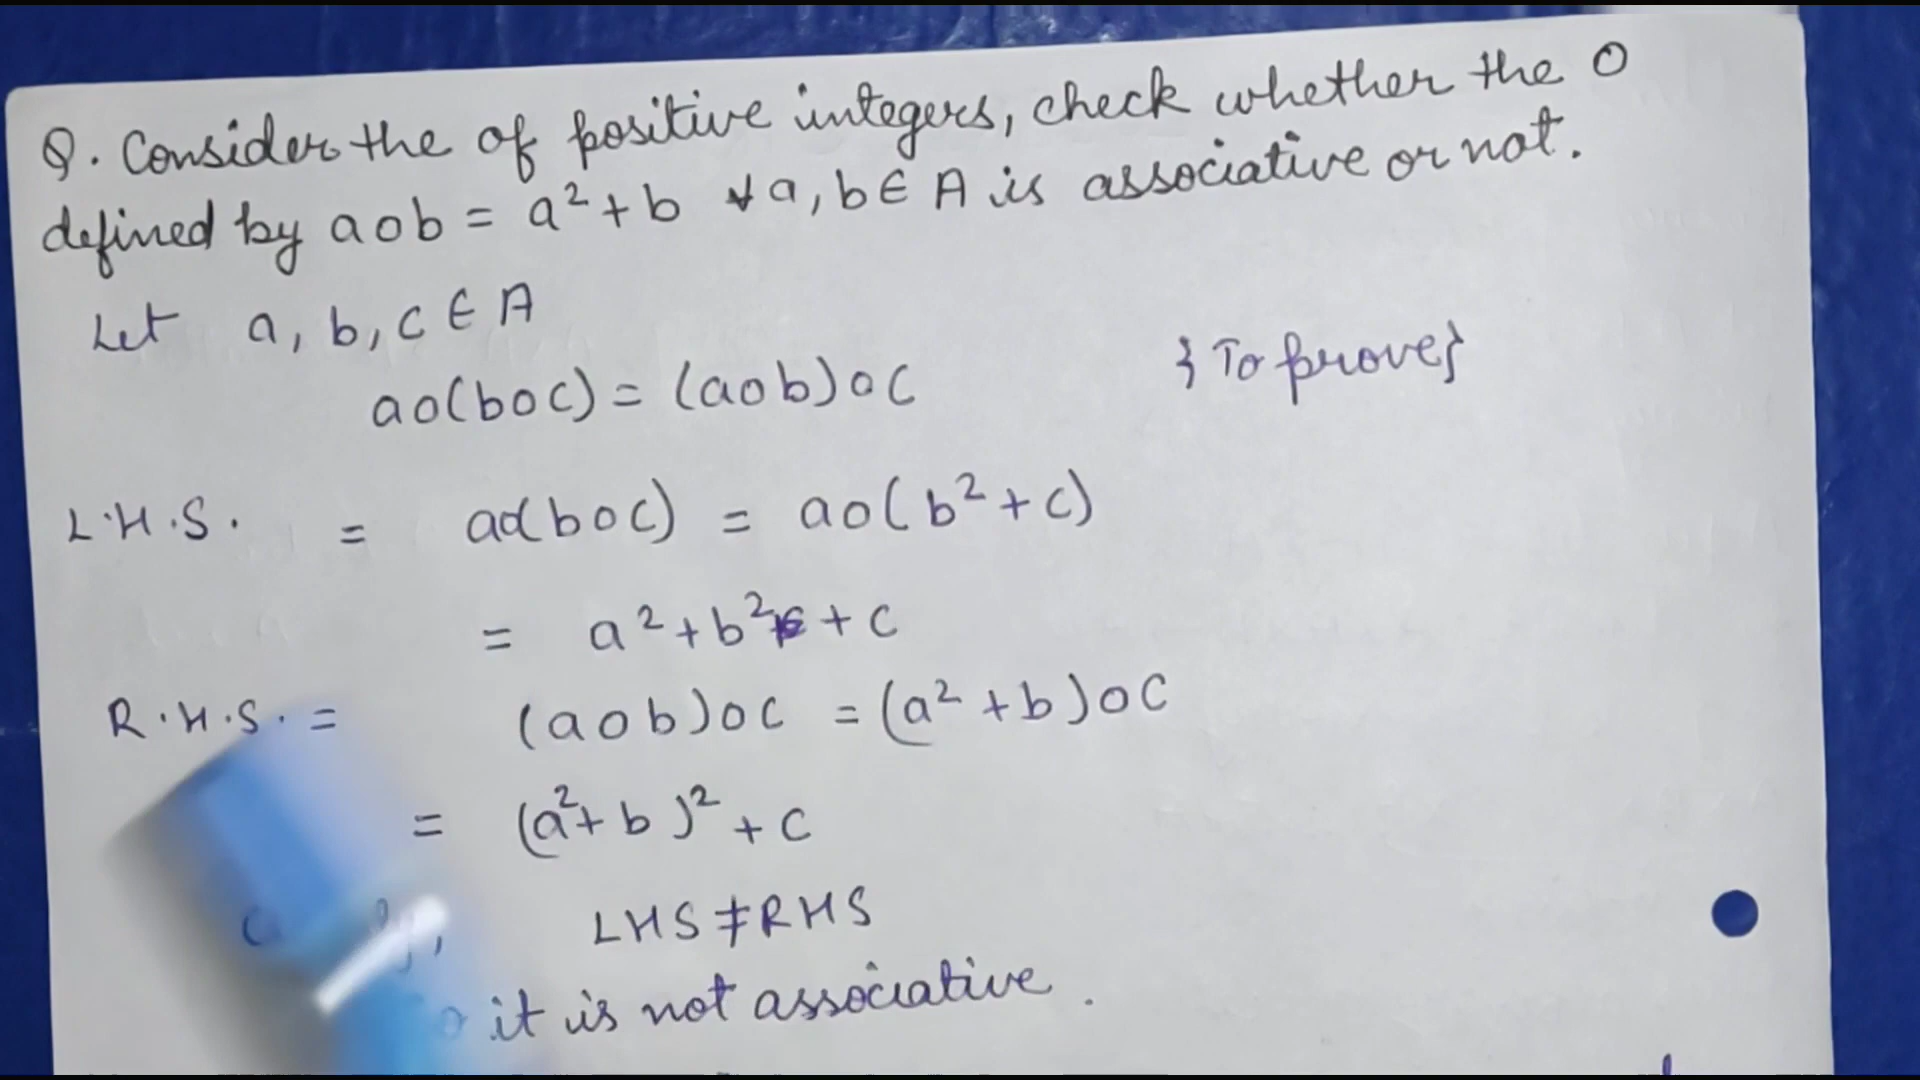 Q. Consider the of positive integers, check whether the O
defined by aob = a² + b ∀ a, b ∈ A is associative or not.
Let a, b, c ∈ A
ao(boc) = (aob)oc {To prove}
L.H.S. = ao(boc) = ao(b² + c)
= a² + b² + c
R.H.S. = (aob)oc = (a² + b)oc
= (a² + b)² + c
LHS ≠ RHS
it is not associative.